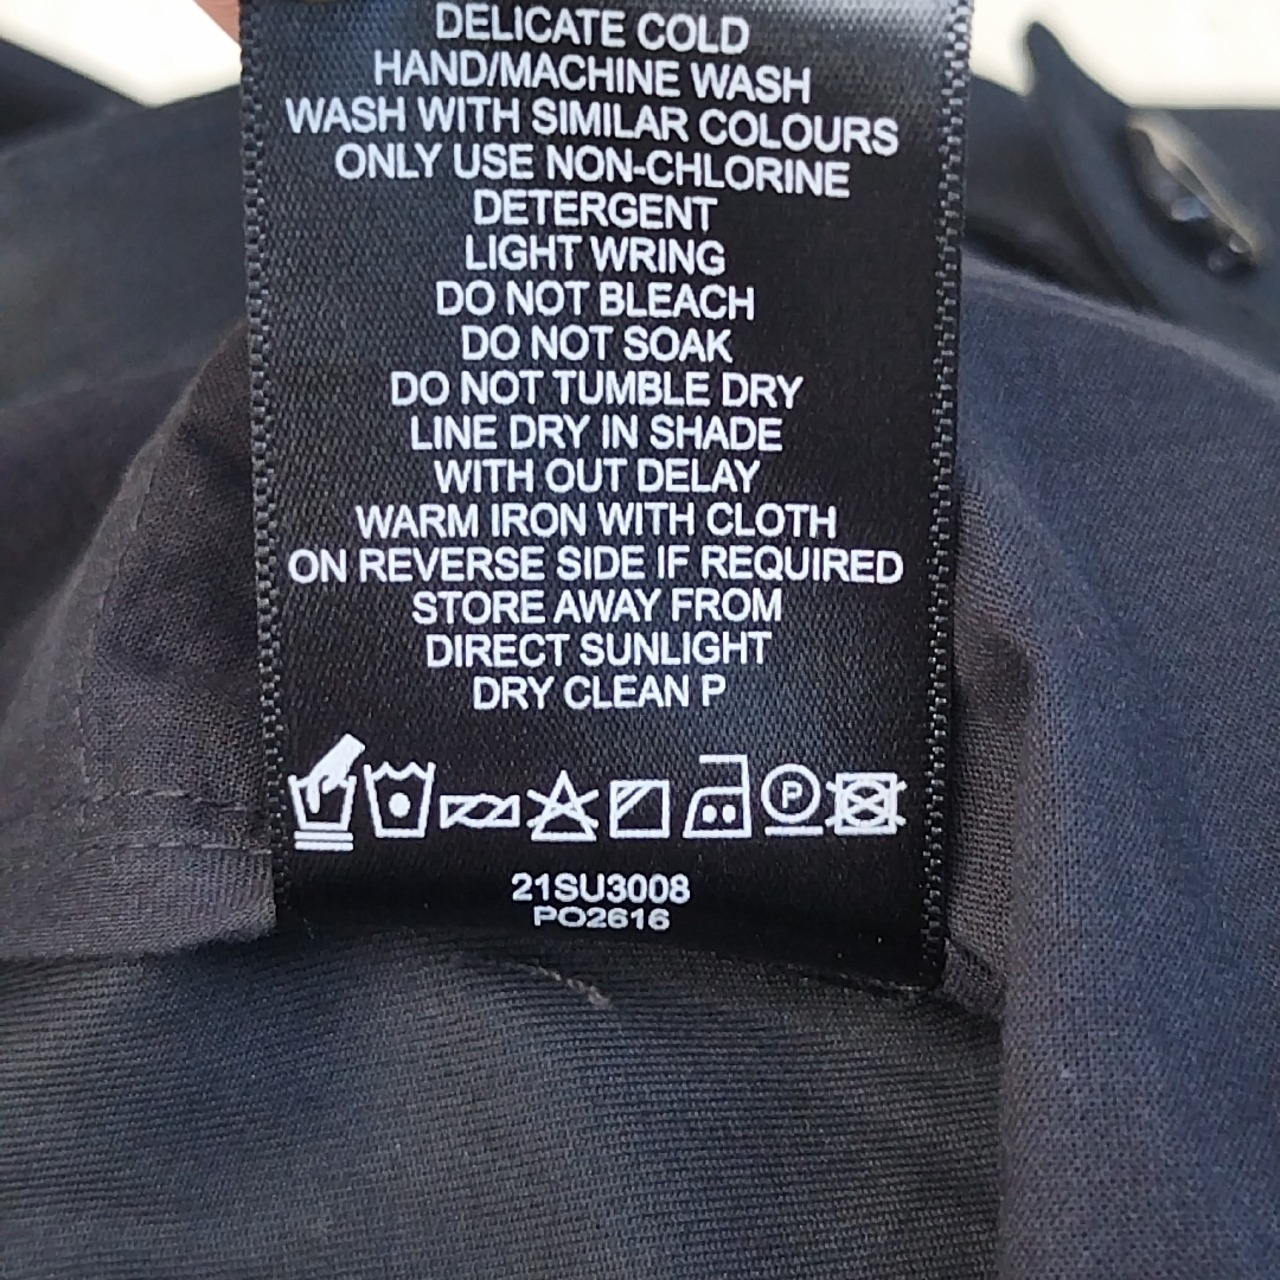 DELICATE COLD
HAND/MACHINE WASH
WASH WITH SIMILAR COLOURS
ONLY USE NON-CHLORINE
DETERGENT
LIGHT WRING
DO NOT BLEACH
DO NOT SOAK
DO NOT TUMBLE DRY
LINE DRY IN SHADE
WITH OUT DELAY
WARM IRON WITH CLOTH
ON REVERSE SIDE IF REQUIRED
STORE AWAY FROM
DIRECT SUNLIGHT
DRY CLEAN P
P
21SU3008
PO2616